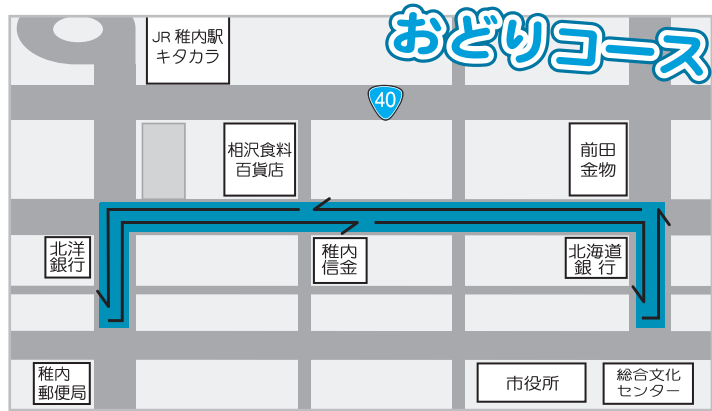 おどりコース
JR 稚内駅
キタカラ
40
相沢食料
百貨店
前田
金物
北洋
銀行
稚内
信金
北海道
銀 行
稚内
郵便局
市役所
総合文化
センター